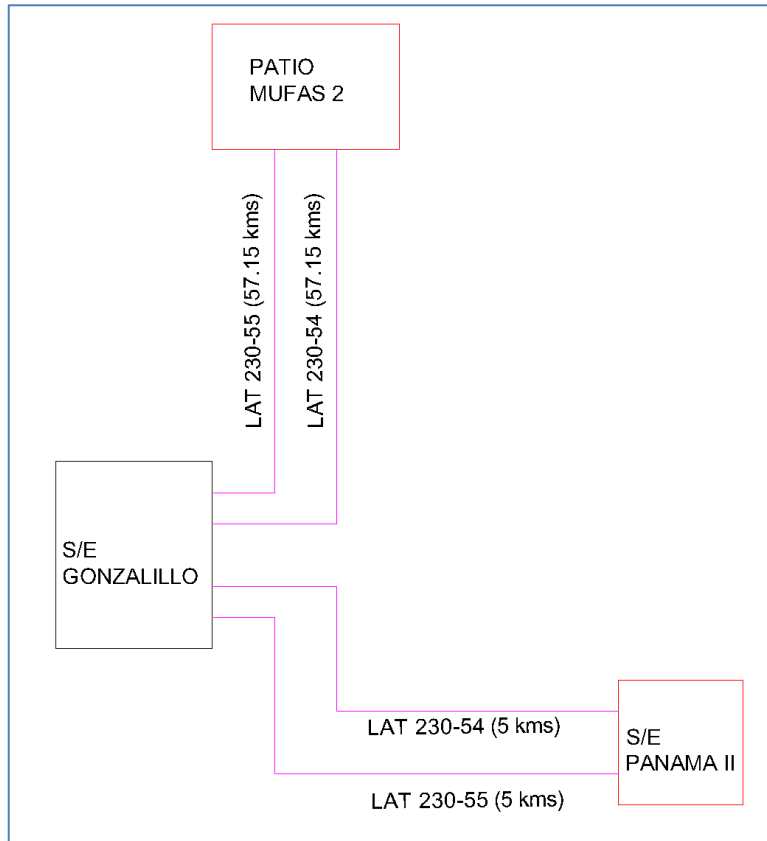 PATIO
MUFAS 2
LAT 230-55 (57.15 kms)
LAT 230-54 (57.15 kms)
S/E
GONZALILLO
LAT 230-54 (5 kms)
S/E
PANAMA II
LAT 230-55 (5 kms)